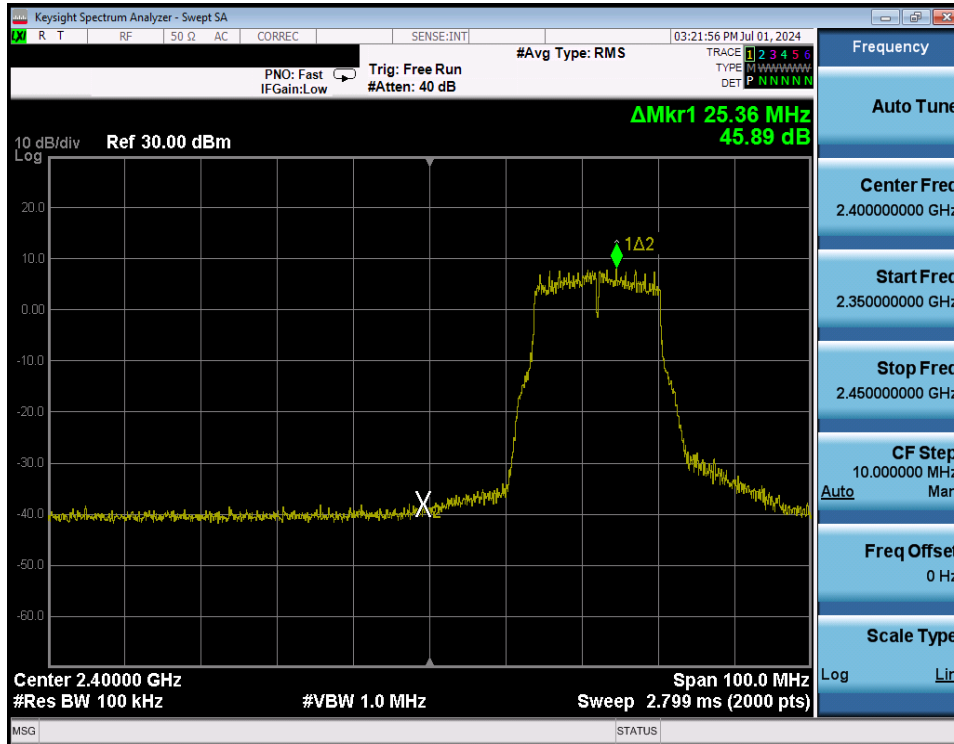 Keysight Spectrum Analyzer - Swept SA
LXI R T RF 50 Ω AC CORREC SENSE:INT 03:21:56 PM Jul 01, 2024
#Avg Type: RMS TRACE 1 2 3 4 5 6
PNO: Fast Trig: Free Run TYPE M W W W W W
IFGain:Low #Atten: 40 dB DET P N N N N N
ΔMkr1 25.36 MHz
45.89 dB
10 dB/div Ref 30.00 dBm
Log
20.0
10.0
0.00
-10.0
-20.0
-30.0
-40.0
-50.0
-60.0
1Δ2
2
Center 2.40000 GHz Span 100.0 MHz
#Res BW 100 kHz #VBW 1.0 MHz Sweep 2.799 ms (2000 pts)
MSG STATUS
Frequency
Auto Tune
Center Freq
2.400000000 GHz
Start Freq
2.350000000 GHz
Stop Freq
2.450000000 GHz
CF Step
10.000000 MHz
Auto Man
Freq Offset
0 Hz
Scale Type
Log Lin